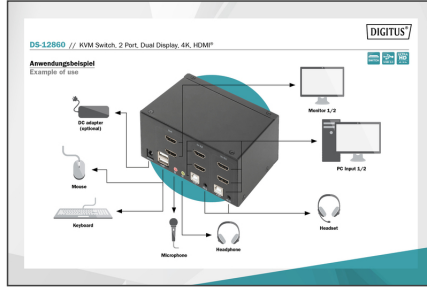 DIGITUS®
DS-12860 // KVM Switch, 2 Port, Dual Display, 4K, HDMI®
Anwendungsbeispiel
Example of use
DC adapter
(optional)
Monitor 1/2
PC Input 1/2
Mouse
Keyboard
Microphone
Headphone
Headset